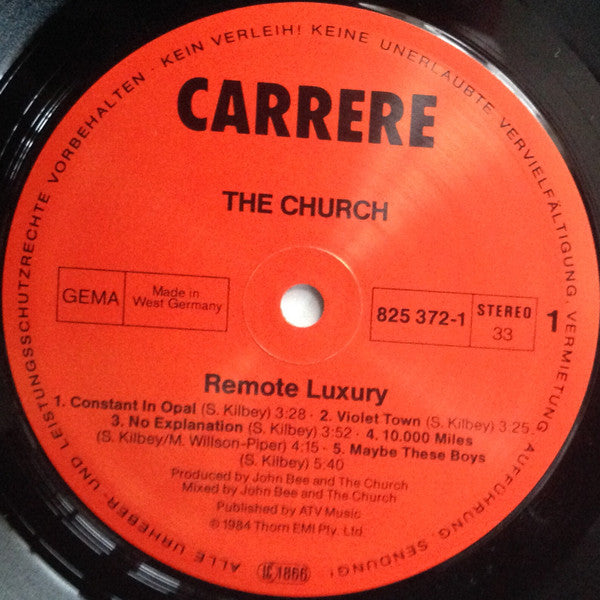 ALLE URHEBER- UND LEISTUNGSSCHUTZRECHTE VORBEHALTEN · KEIN VERLEIH! KEINE UNERLAUBTE VERVIELFÄLTIGUNG · VERMIETUNG · AUFFÜHRUNG · SENDUNG!
CARRERE
THE CHURCH
GEMA
Made in
West Germany
825 372-1
STEREO
33
1
Remote Luxury
1. Constant In Opal (S. Kilbey) 3:28 · 2. Violet Town (S. Kilbey) 3:25
3. No Explanation (S. Kilbey) 3:52 · 4. 10.000 Miles
(S. Kilbey/M. Willson-Piper) 4:15 · 5. Maybe These Boys
(S. Kilbey) 5:40
Produced by John Bee and The Church
Mixed by John Bee and The Church
Published by ATV Music
℗ 1984 Thorn EMI Pty. Ltd.
LC 1866